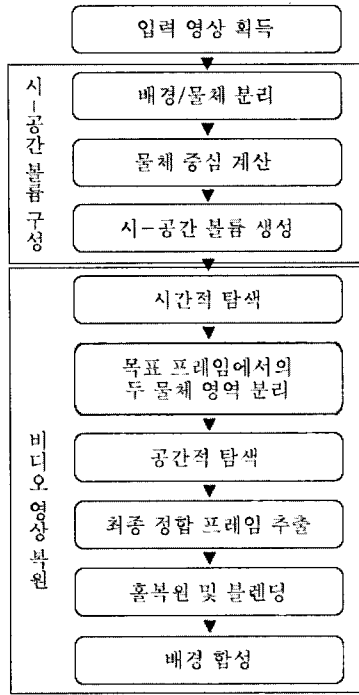 입력 영상 획득
시-공간 볼륨 구성
배경/물체 분리
물체 중심 계산
시-공간 볼륨 생성
비디오 영상 복원
시간적 탐색
목표 프레임에서의
두 물체 영역 분리
공간적 탐색
최종 정합 프레임 추출
홀복원 및 블렌딩
배경 합성